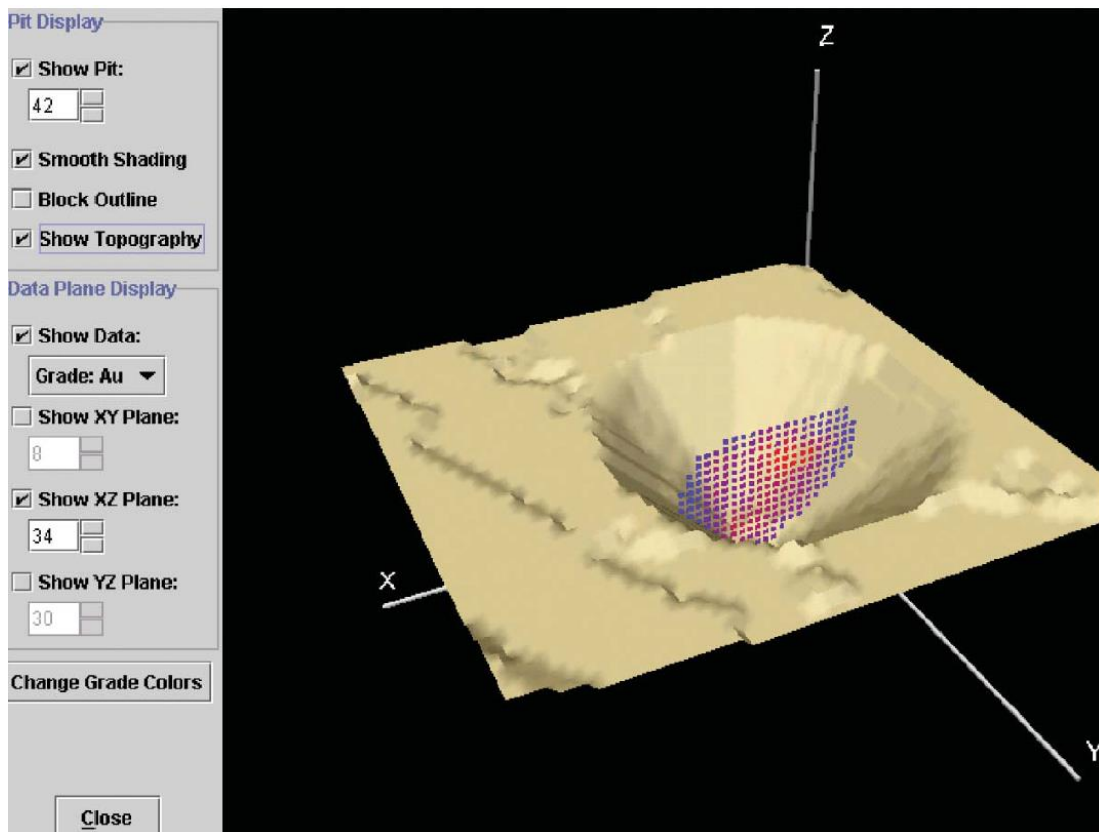 Pit Display
Show Pit:
42
Smooth Shading
Block Outline
Show Topography
Data Plane Display
Show Data:
Grade: Au
Show XY Plane:
8
Show XZ Plane:
34
Show YZ Plane:
30
Change Grade Colors
Close
Z
X
Y